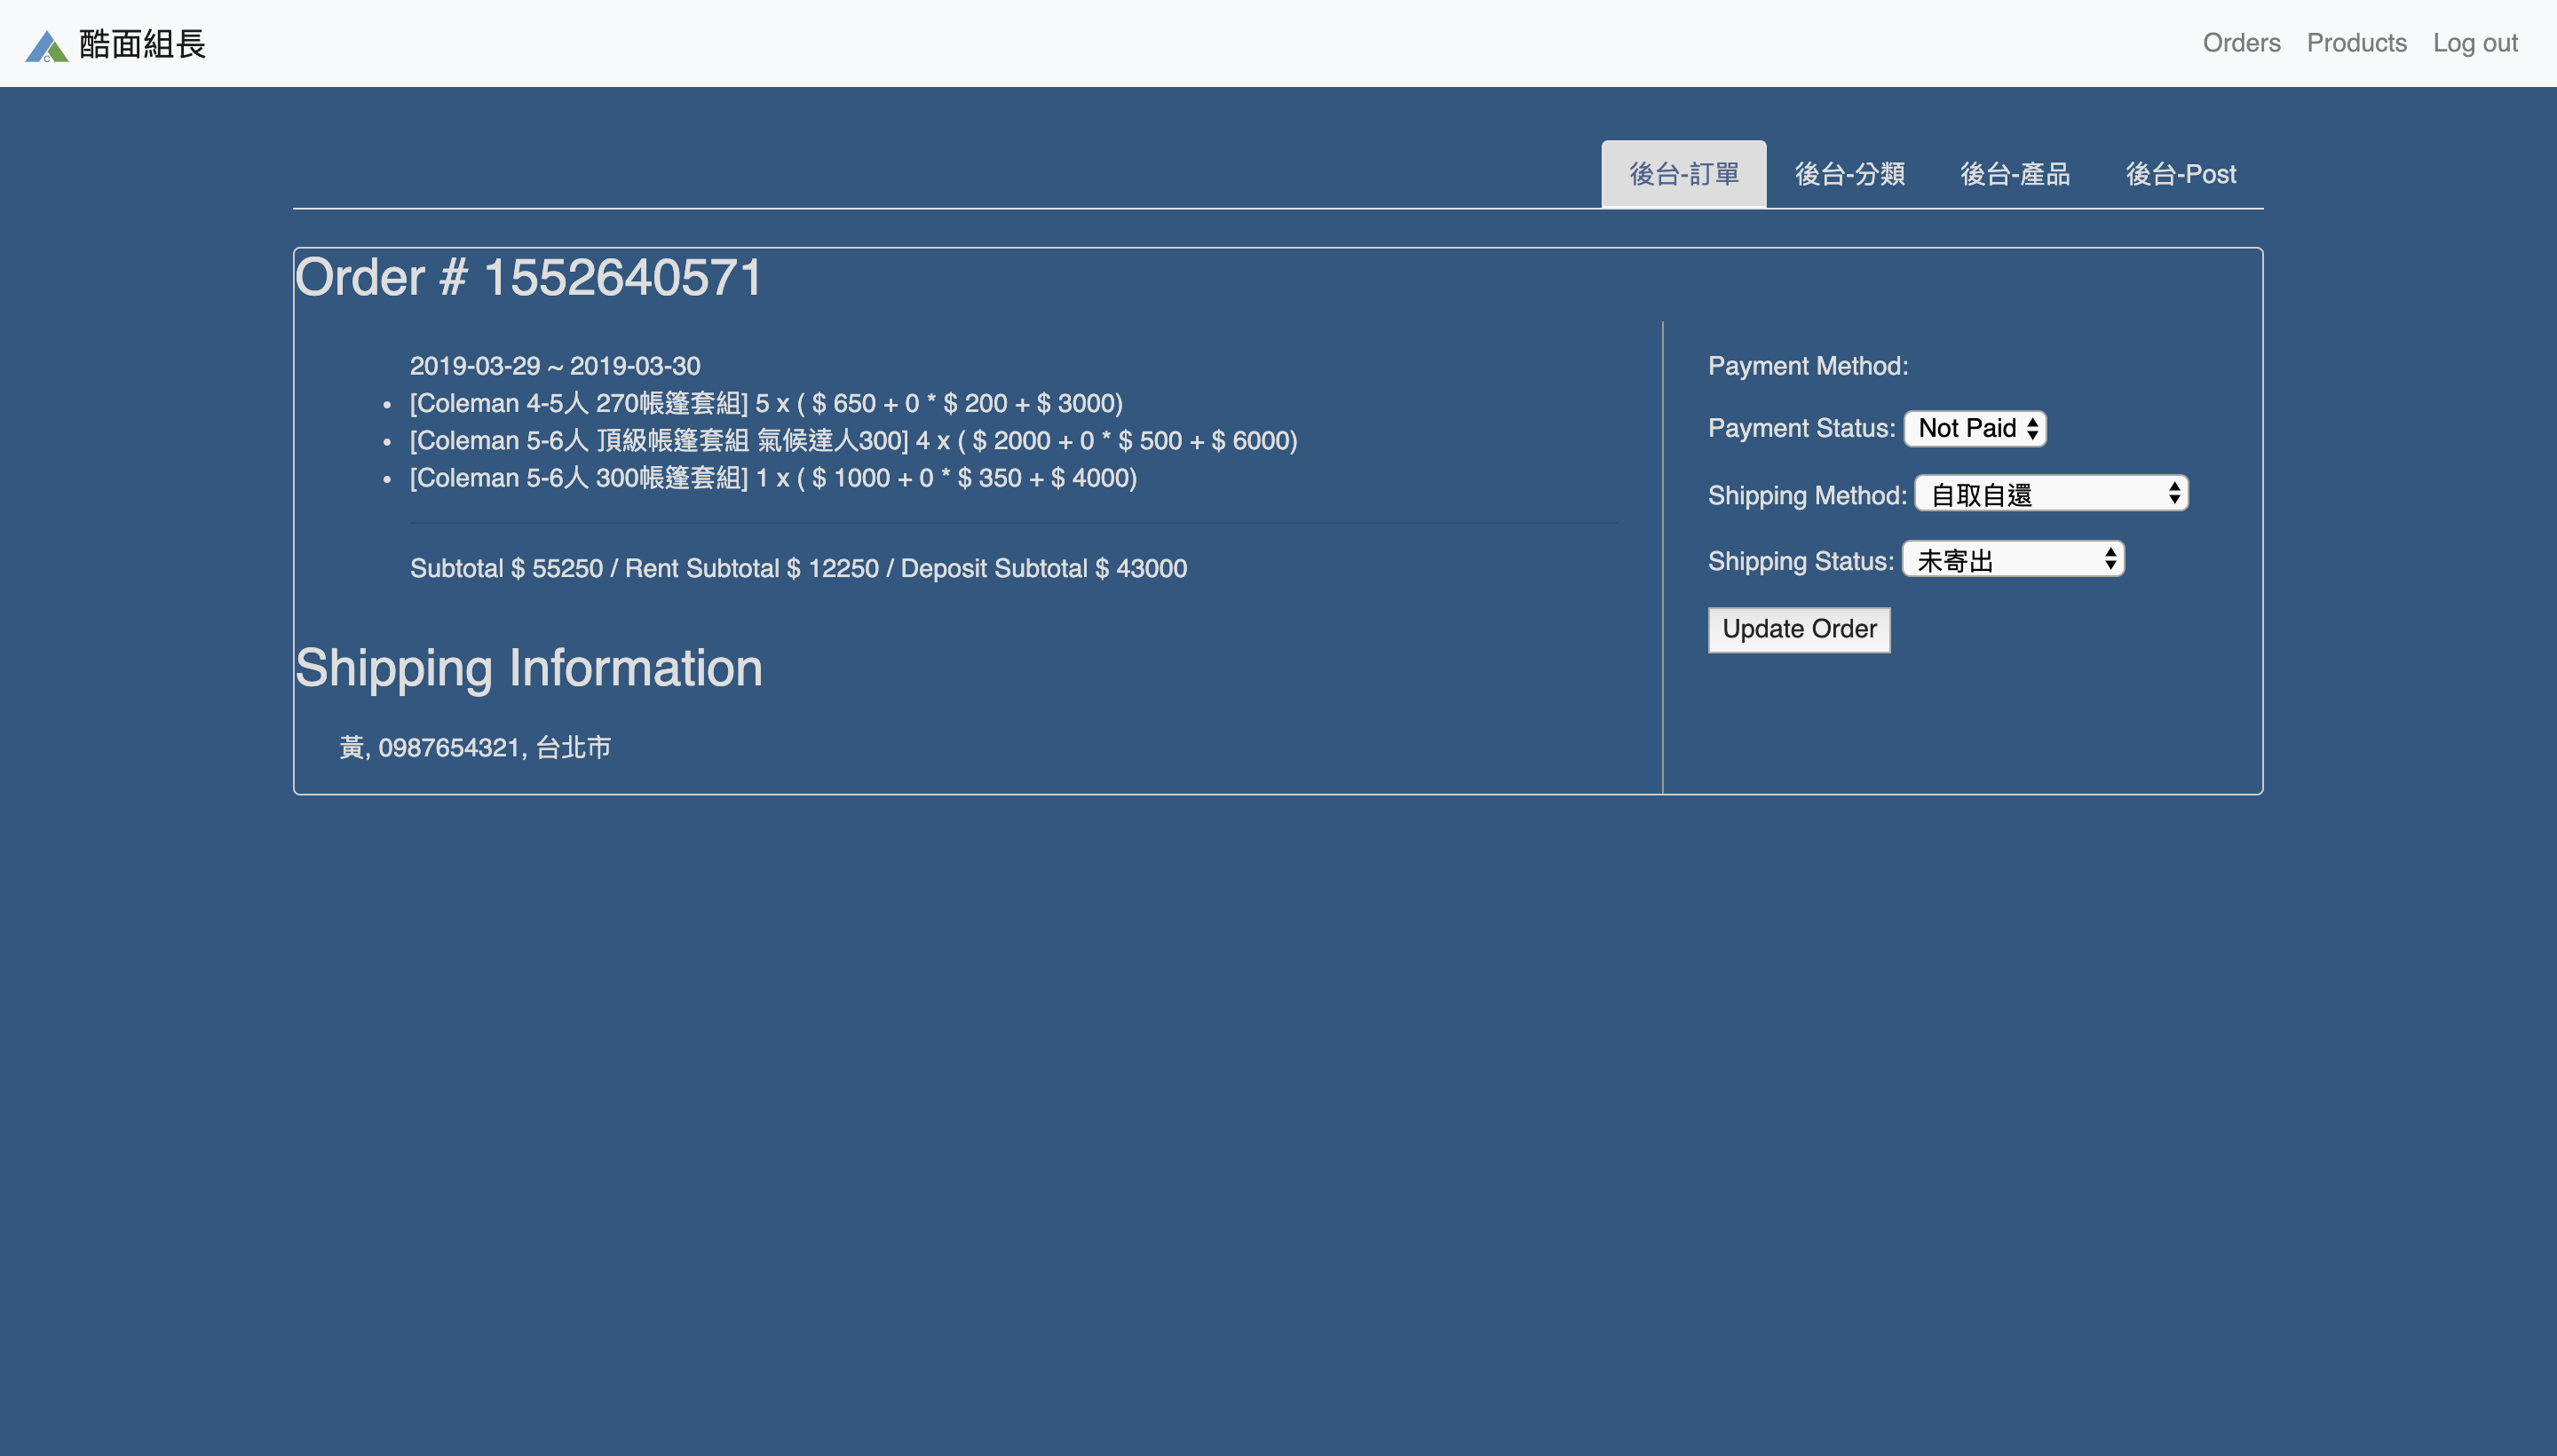 酷面組長
Orders Products Log out
後台-訂單 後台-分類 後台-產品 後台-Post
Order # 1552640571
2019-03-29 ~ 2019-03-30
• [Coleman 4-5人 270帳篷套組] 5 x ( $ 650 + 0 * $ 200 + $ 3000)
• [Coleman 5-6人 頂級帳篷套組 氣候達人300] 4 x ( $ 2000 + 0 * $ 500 + $ 6000)
• [Coleman 5-6人 300帳篷套組] 1 x ( $ 1000 + 0 * $ 350 + $ 4000)
Subtotal $ 55250 / Rent Subtotal $ 12250 / Deposit Subtotal $ 43000
Shipping Information
黃, 0987654321, 台北市
Payment Method:
Payment Status: Not Paid
Shipping Method: 自取自還
Shipping Status: 未寄出
Update Order